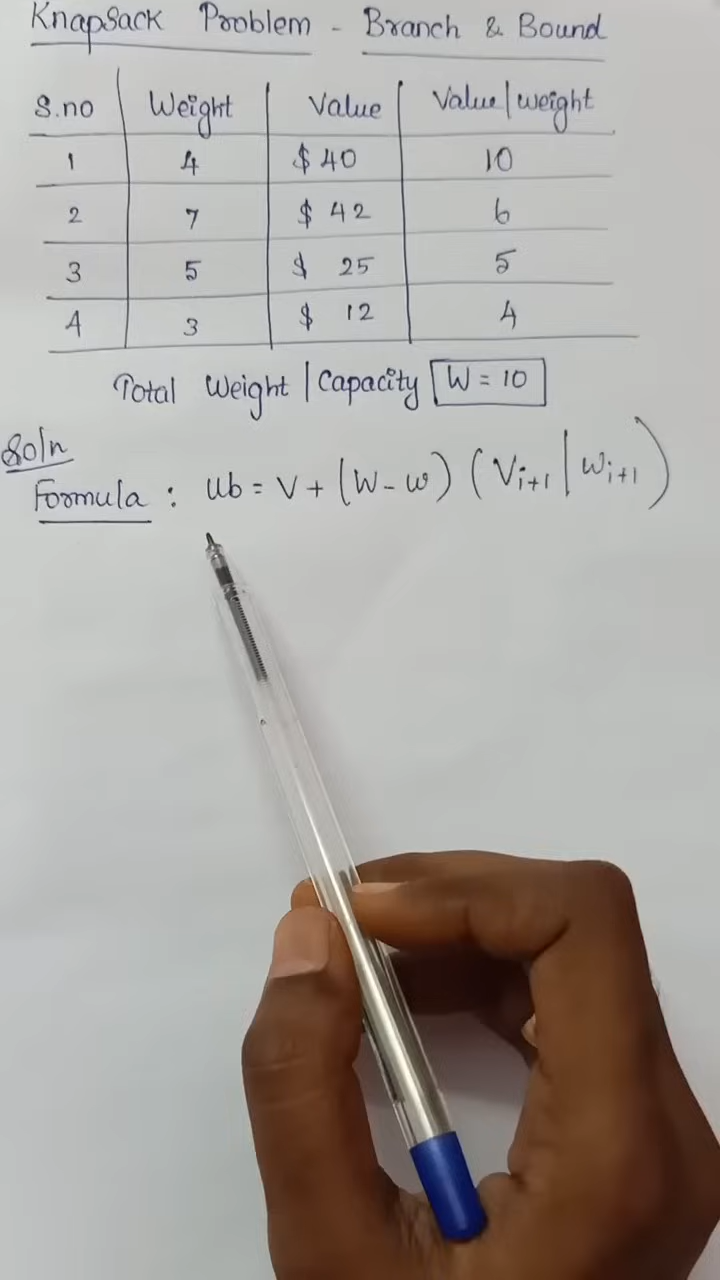 Knapsack Problem - Branch & Bound
S.no Weight Value Value|weight
1 4 $ 40 10
2 7 $ 42 6
3 5 $ 25 5
4 3 $ 12 4
Total Weight | Capacity W = 10
Soln
Formula : ub = V + (W - w) (Vi+1 | wi+1)